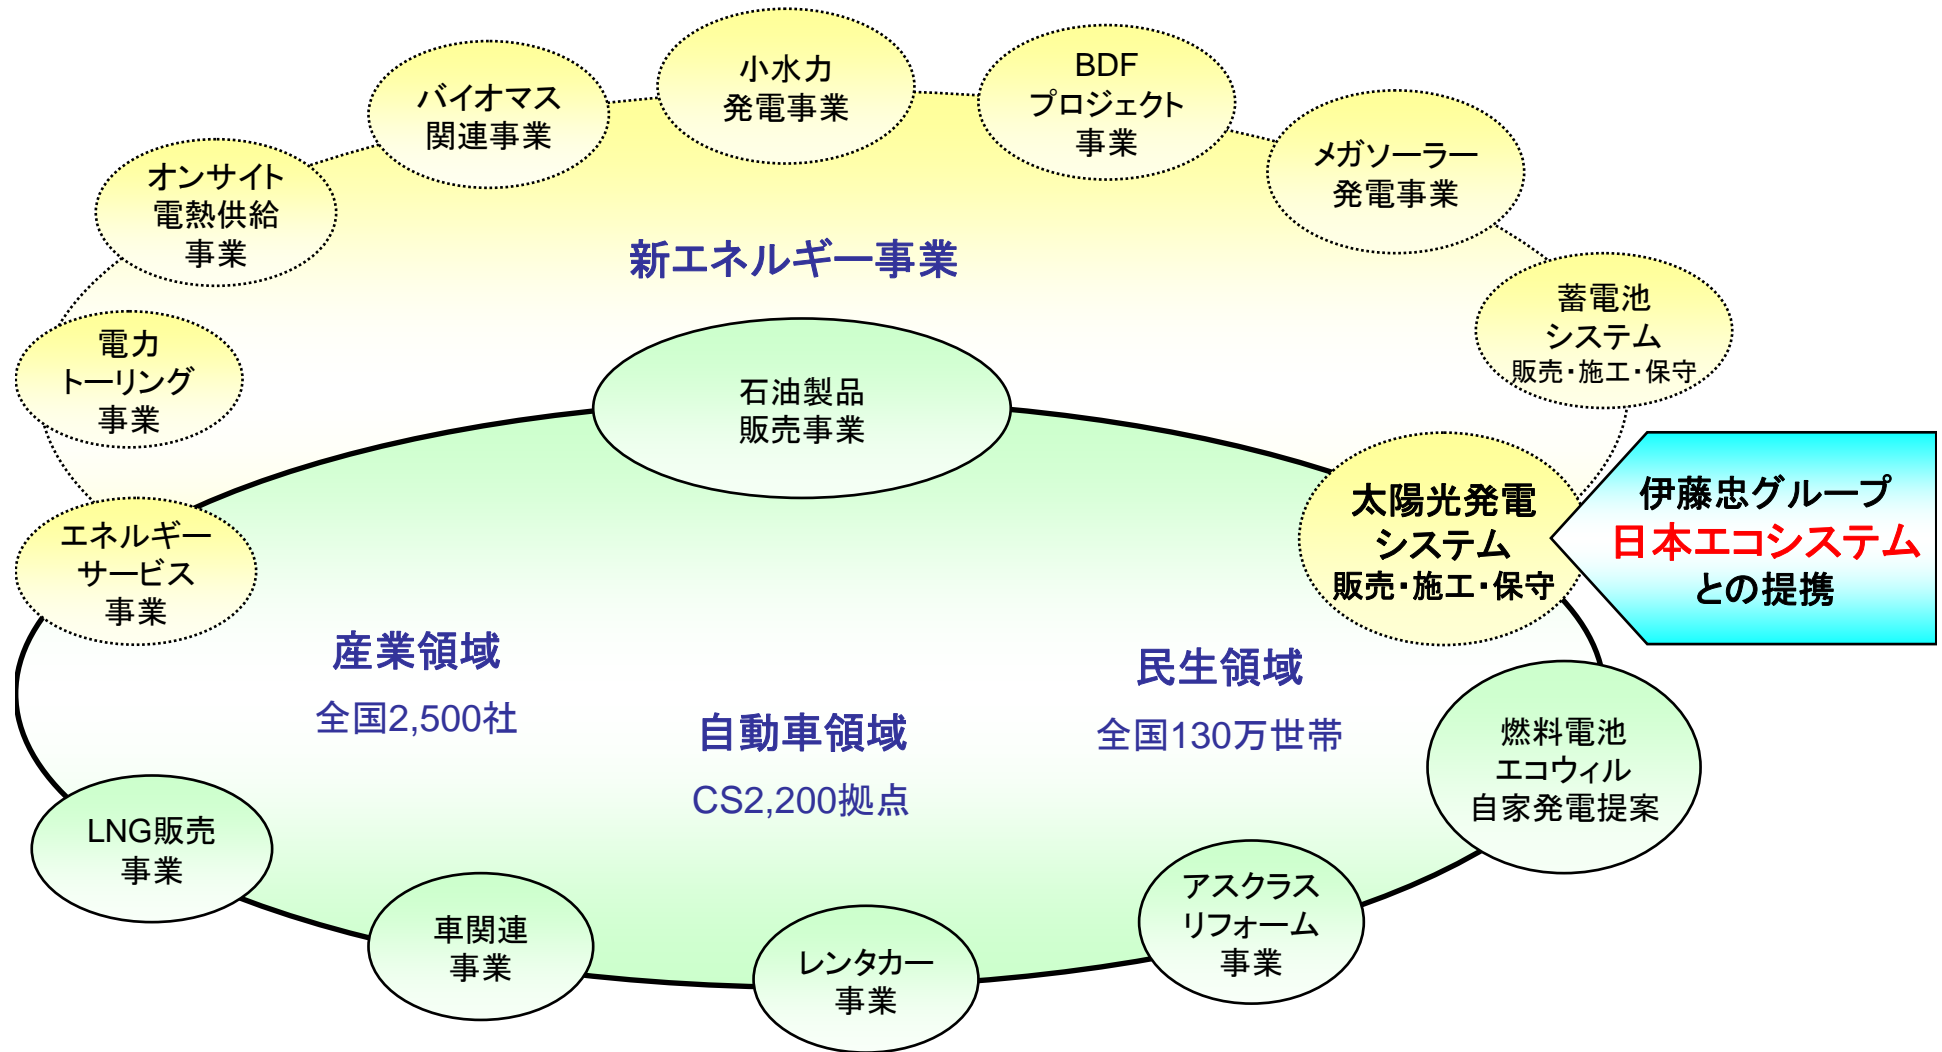 小水力
発電事業
BDF
プロジェクト
事業
バイオマス
関連事業
メガソーラー
発電事業
オンサイト
電熱供給
事業
新エネルギー事業
蓄電池
システム
販売・施工・保守
電力
トーリング
事業
石油製品
販売事業
太陽光発電
システム
販売・施工・保守
伊藤忠グループ
日本エコシステム
との提携
エネルギー
サービス
事業
産業領域
全国2,500社
自動車領域
CS2,200拠点
民生領域
全国130万世帯
燃料電池
エコウィル
自家発電提案
LNG販売
事業
車関連
事業
レンタカー
事業
アスクラス
リフォーム
事業